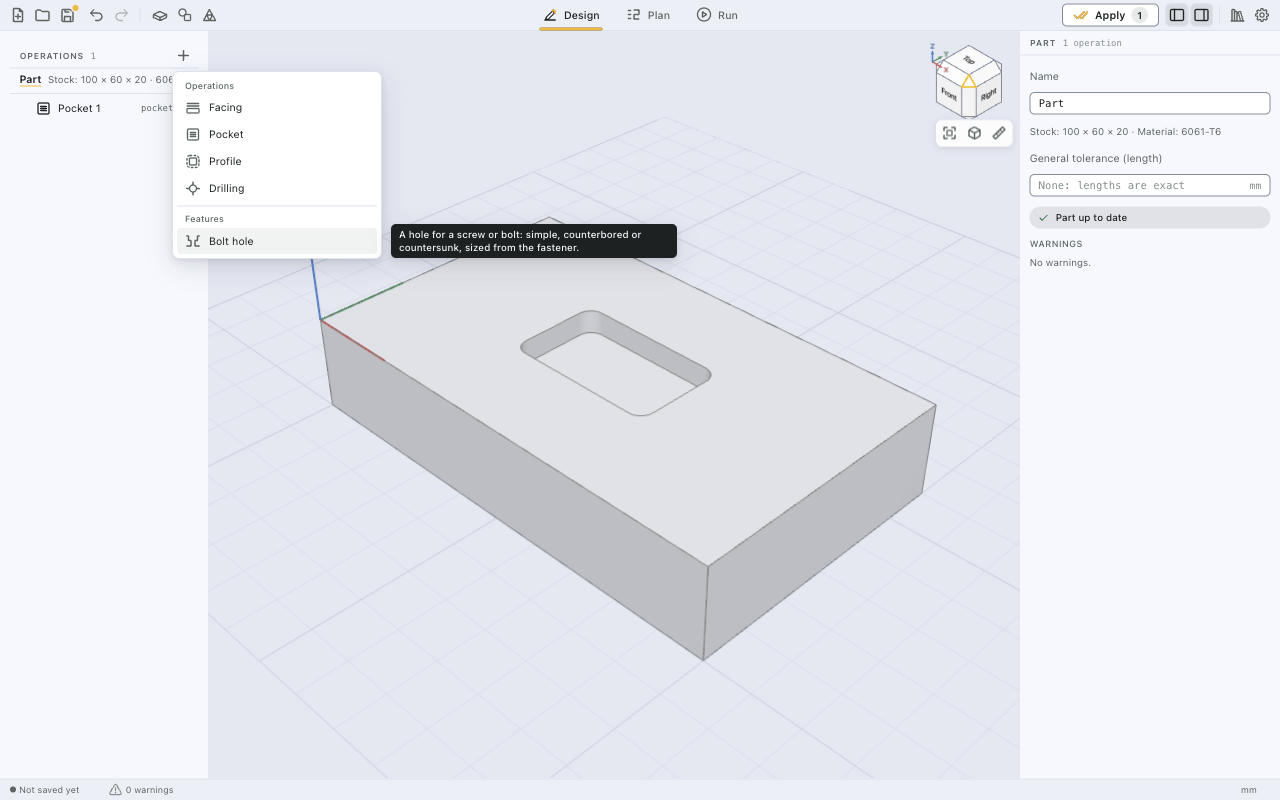 Design
Plan
Run
Apply 1
OPERATIONS 1
Part Stock: 100 × 60 × 20 · 606
Pocket 1 pocket
Operations
Facing
Pocket
Profile
Drilling
Features
Bolt hole
A hole for a screw or bolt: simple, counterbored or
countersunk, sized from the fastener.
Z
Y
X
Top
Front
Right
PART 1 operation
Name
Part
Stock: 100 × 60 × 20 · Material: 6061-T6
General tolerance (length)
None: lengths are exact mm
Part up to date
WARNINGS
No warnings.
Not saved yet
0 warnings
mm